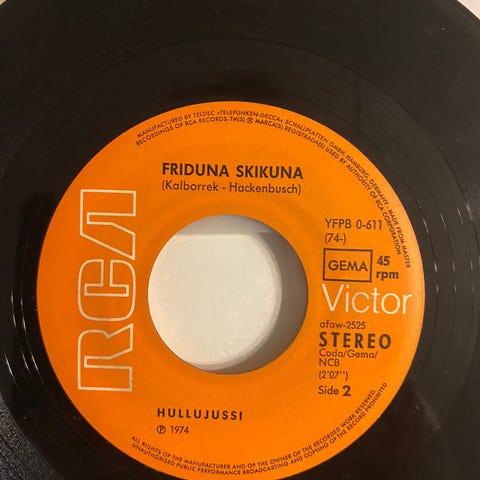 MANUFACTURED BY TELDEC »TELEFUNKEN-DECCA« SCHALLPLATTEN GMBH, HAMBURG, GERMANY, MADE FROM MASTER
RECORDINGS OF RCA RECORDS. TM(S) ® MARCA(S) REGISTRADA(S) USED BY AUTHORITY OF RCA CORPORATION
FRIDUNA SKIKUNA
(Kalborrek - Hackenbusch)
YFPB 0-611
(74-)
GEMA
45
rpm
RCA
Victor
afaw-2525
STEREO
Coda/Gema/
NCB
(2'07")
Side 2
HULLUJUSSI
℗ 1974
ALL RIGHTS OF THE MANUFACTURER AND OF THE OWNER OF THE RECORDED WORK RESERVED.
UNAUTHORISED PUBLIC PERFORMANCE BROADCASTING AND COPYING OF THIS RECORD PROHIBITED